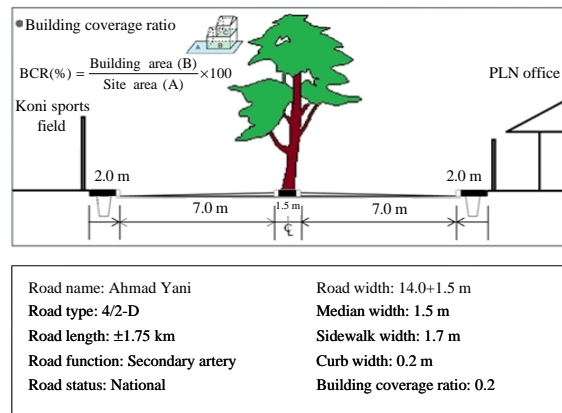 Building coverage ratio
BCR(%) = Building area (B) / Site area (A) ×100
A
B
C
Koni sports
field
PLN office
2.0 m
2.0 m
7.0 m
1.5 m
7.0 m
℄
Road name: Ahmad Yani
Road type: 4/2-D
Road length: ±1.75 km
Road function: Secondary artery
Road status: National
Road width: 14.0+1.5 m
Median width: 1.5 m
Sidewalk width: 1.7 m
Curb width: 0.2 m
Building coverage ratio: 0.2